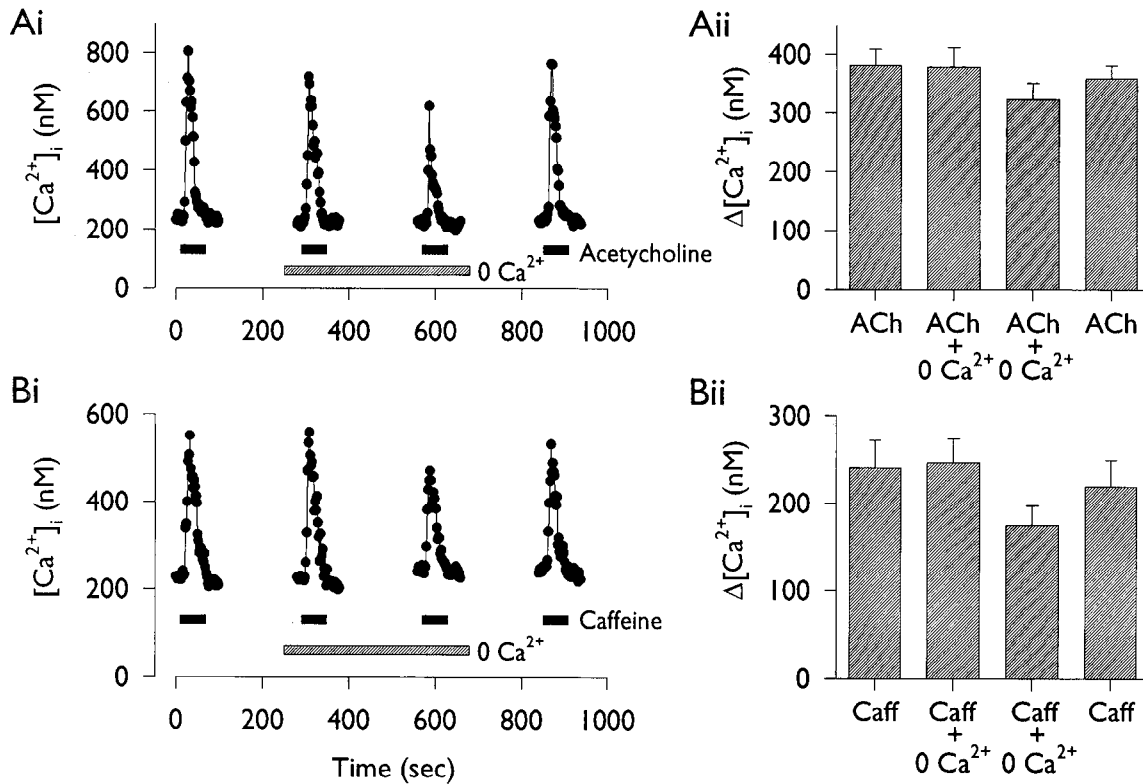 Ai
[Ca²⁺]ᵢ (nM)
800
600
400
200
0
Acetycholine
0 Ca²⁺
0 200 400 600 800 1000
Aii
Δ[Ca²⁺]ᵢ (nM)
400
300
200
100
0
ACh ACh ACh ACh
+ +
0 Ca²⁺ 0 Ca²⁺
Bi
[Ca²⁺]ᵢ (nM)
600
400
200
0
Caffeine
0 Ca²⁺
0 200 400 600 800 1000
Time (sec)
Bii
Δ[Ca²⁺]ᵢ (nM)
300
200
100
0
Caff Caff Caff Caff
+ +
0 Ca²⁺ 0 Ca²⁺